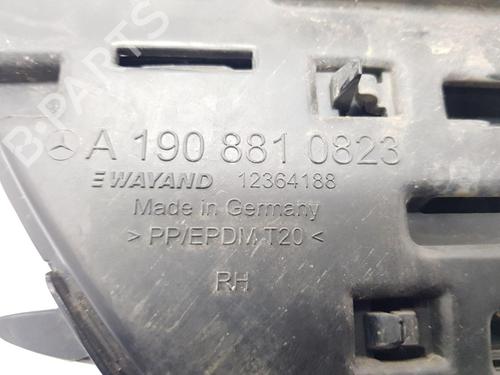 A 190 881 0823
E WAYAND 12364188
Made in Germany
> PP/EPDM T20 <
RH
B-PARTS